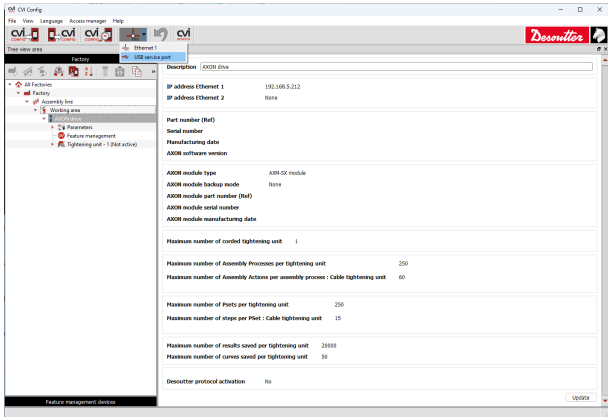 CVI Config
File View Language Access manager Help
CVI CONFIG CVI CONFIG CVI CONFIG CVI Desoutter
Ethernet 1
USB service port
Tree view area
Factory
All Factories
Factory
Assembly line
Working area
AXON drive
Parameters
Feature management
Tightening unit - 1 (Not active)
Feature management devices
Description AXON drive
IP address Ethernet 1 192.168.5.212
IP address Ethernet 2 None
Part number (Ref)
Serial number
Manufacturing date
AXON software version
AXON module type AXM-SX module
AXON module backup mode None
AXON module part number (Ref)
AXON module serial number
AXON module manufacturing date
Maximum number of corded tightening unit 1
Maximum number of Assembly Processes per tightening unit 250
Maximum number of Assembly Actions per assembly process : Cable tightening unit 60
Maximum number of Psets per tightening unit 250
Maximum number of steps per PSet : Cable tightening unit 15
Maximum number of results saved per tightening unit 20000
Maximum number of curves saved per tightening unit 50
Desoutter protocol activation No
Update